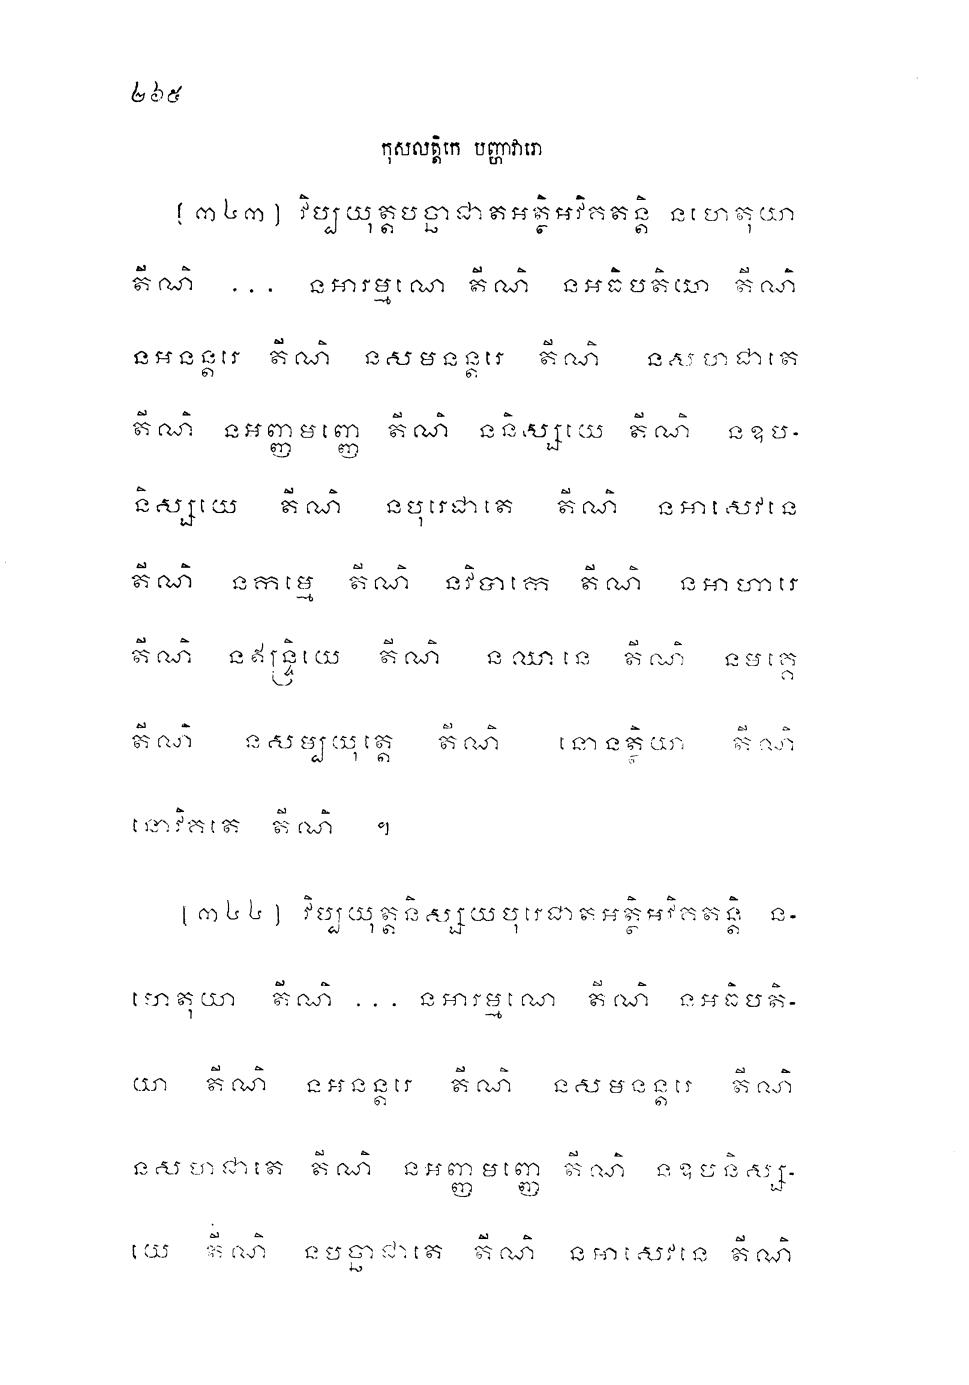 ២៦៥
កុសលត្តិកេ បញ្ហាវារោ
[៣៤៣] វិប្បយុត្តបច្ឆាជាតអត្ថិអវិគតន្តិ នហេតុយា
តីណិ ... នអារម្មណេ តីណិ នអធិបតិយា តីណិ
នអនន្តរេ តីណិ នសមនន្តរេ តីណិ នសហជាតេ
តីណិ នអញ្ញមញ្ញេ តីណិ ននិស្សយេ តីណិ នឧប-
និស្សយេ តីណិ នបុរេជាតេ តីណិ នអាសេវនេ
តីណិ នកម្មេ តីណិ នវិបាកេ តីណិ នអាហារេ
តីណិ នឥន្ទ្រិយេ តីណិ នឈានេ តីណិ នមគ្គេ
តីណិ នសម្បយុត្តេ តីណិ នោនត្ថិយា តីណិ
នោវិគតេ តីណិ ។
[៣៤៤] វិប្បយុត្តនិស្សយបុរេជាតអត្ថិអវិគតន្តិ ន-
ហេតុយា តីណិ ... នអារម្មណេ តីណិ នអធិបតិ-
យា តីណិ នអនន្តរេ តីណិ នសមនន្តរេ តីណិ
នសហជាតេ តីណិ នអញ្ញមញ្ញេ តីណិ នឧបនិស្ស-
យេ តីណិ នបច្ឆាជាតេ តីណិ នអាសេវនេ តីណិ